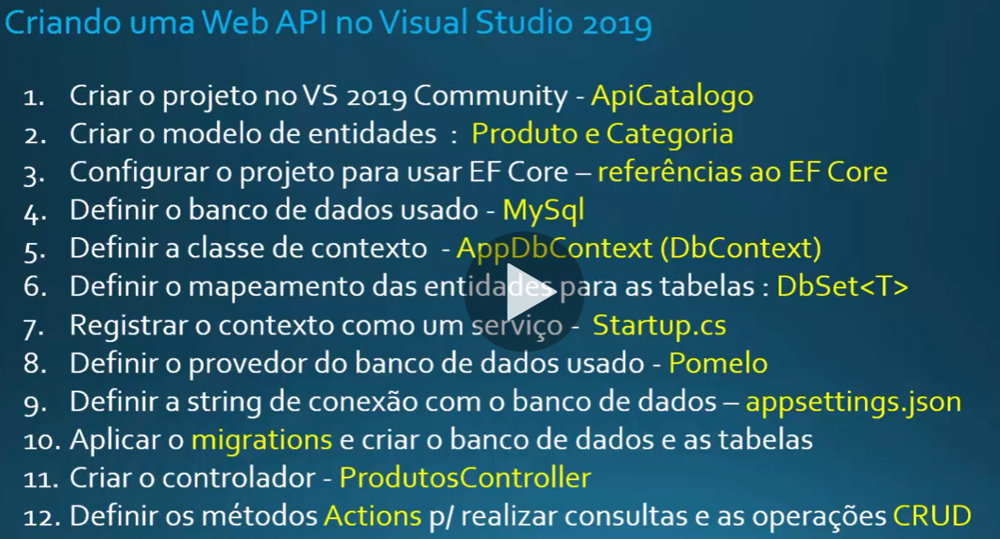 Criando uma Web API no Visual Studio 2019
1. Criar o projeto no VS 2019 Community - ApiCatalogo
2. Criar o modelo de entidades : Produto e Categoria
3. Configurar o projeto para usar EF Core – referências ao EF Core
4. Definir o banco de dados usado - MySql
5. Definir a classe de contexto - AppDbContext (DbContext)
6. Definir o mapeamento das entidades para as tabelas : DbSet<T>
7. Registrar o contexto como um serviço - Startup.cs
8. Definir o provedor do banco de dados usado - Pomelo
9. Definir a string de conexão com o banco de dados – appsettings.json
10. Aplicar o migrations e criar o banco de dados e as tabelas
11. Criar o controlador - ProdutosController
12. Definir os métodos Actions p/ realizar consultas e as operações CRUD